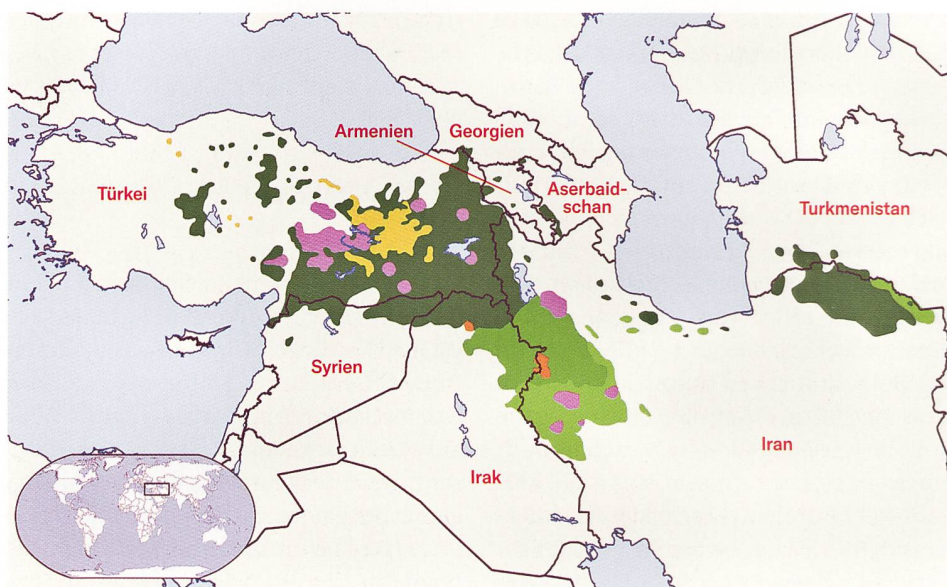 Armenien
Georgien
Türkei
Aserbaid-
schan
Turkmenistan
Syrien
Irak
Iran